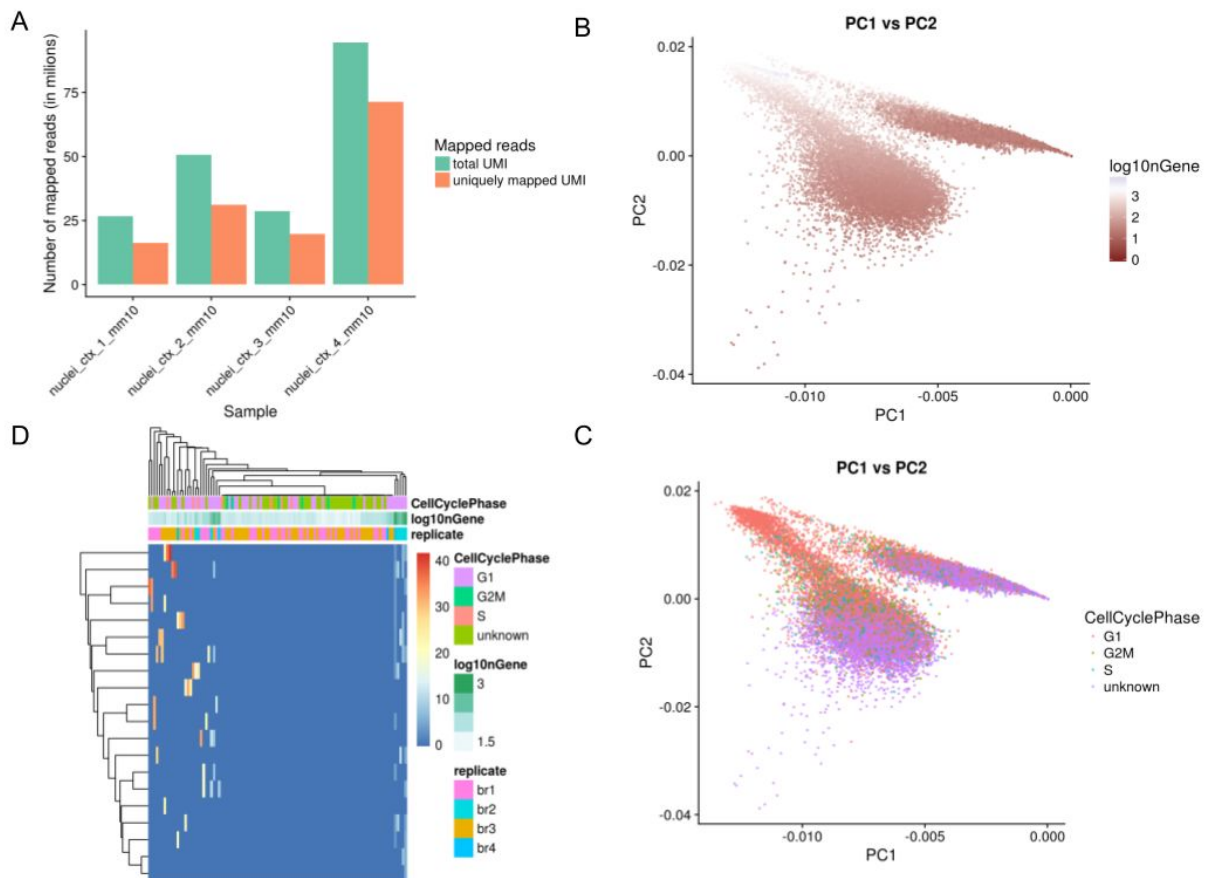 A
Number of mapped reads (in milions)
75
50
25
0
nuclei_ctx_1_mm10
nuclei_ctx_2_mm10
nuclei_ctx_3_mm10
nuclei_ctx_4_mm10
Sample
Mapped reads
total UMI
uniquely mapped UMI
B
PC1 vs PC2
PC2
0.02
0.00
-0.02
-0.04
-0.010
-0.005
0.000
PC1
log10nGene
3
2
1
0
D
CellCyclePhase
log10nGene
replicate
40
30
20
10
0
CellCyclePhase
G1
G2M
S
unknown
log10nGene
3
1.5
replicate
br1
br2
br3
br4
C
PC1 vs PC2
PC2
0.02
0.00
-0.02
-0.04
-0.010
-0.005
0.000
PC1
CellCyclePhase
G1
G2M
S
unknown